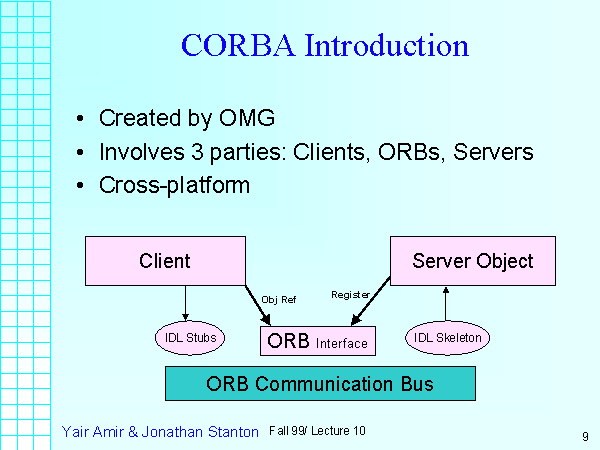 CORBA Introduction
• Created by OMG
• Involves 3 parties: Clients, ORBs, Servers
• Cross-platform
Client
Server Object
Obj Ref
Register
IDL Stubs
ORB Interface
IDL Skeleton
ORB Communication Bus
Yair Amir & Jonathan Stanton Fall 99/ Lecture 10
9